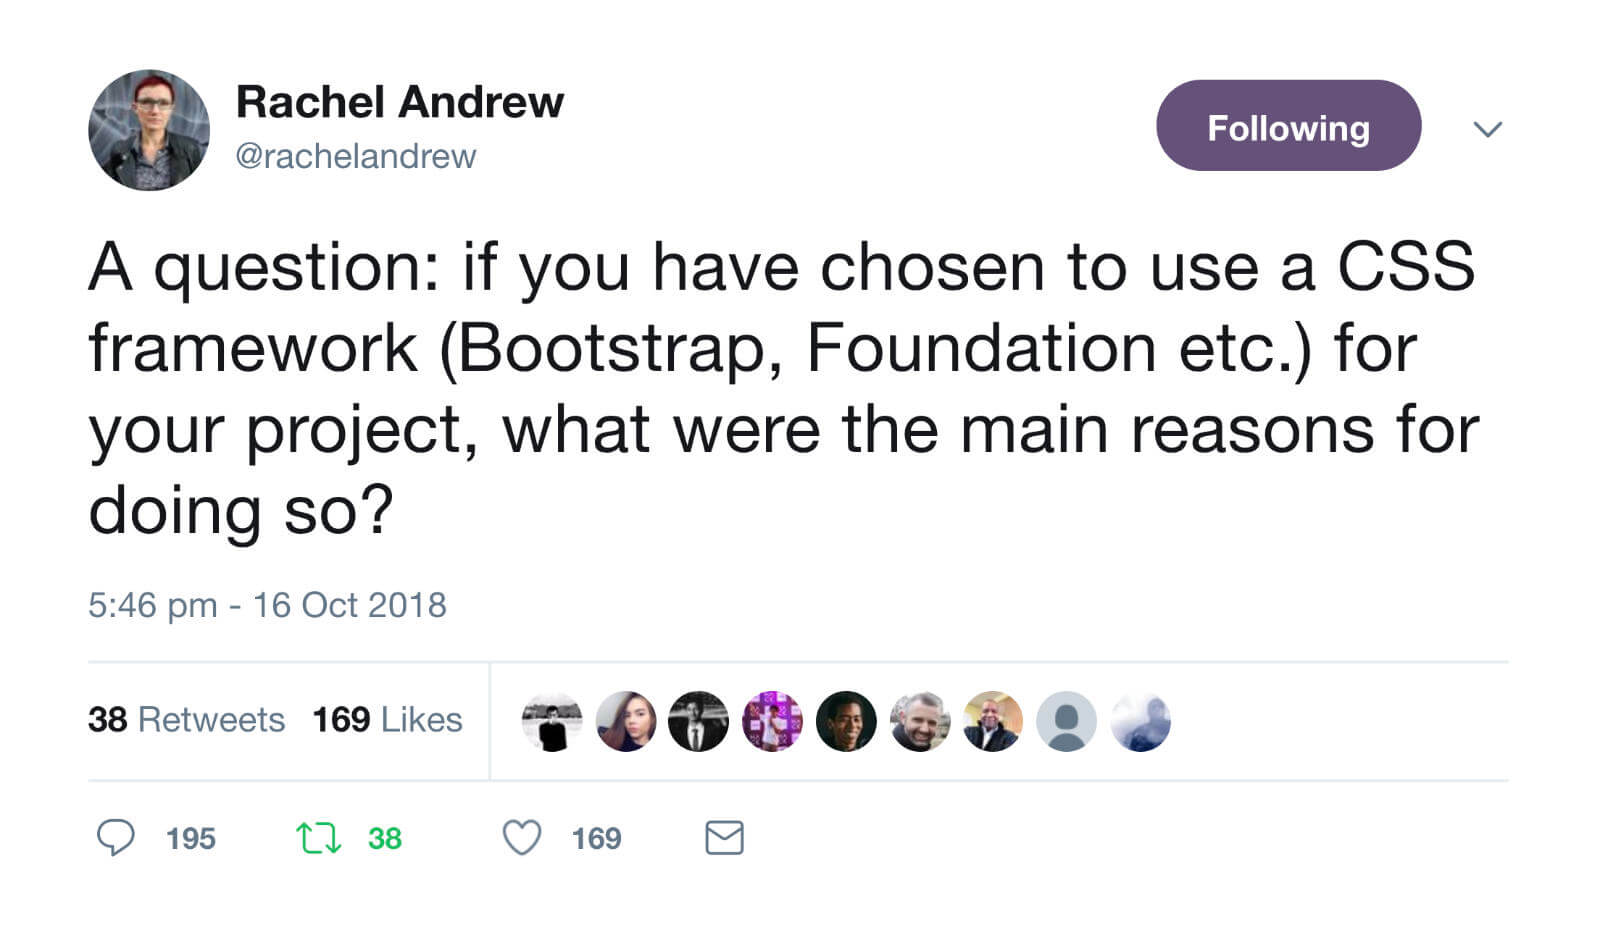 Rachel Andrew
@rachelandrew
Following
A question: if you have chosen to use a CSS
framework (Bootstrap, Foundation etc.) for
your project, what were the main reasons for
doing so?
5:46 pm - 16 Oct 2018
38 Retweets 169 Likes
195 38 169